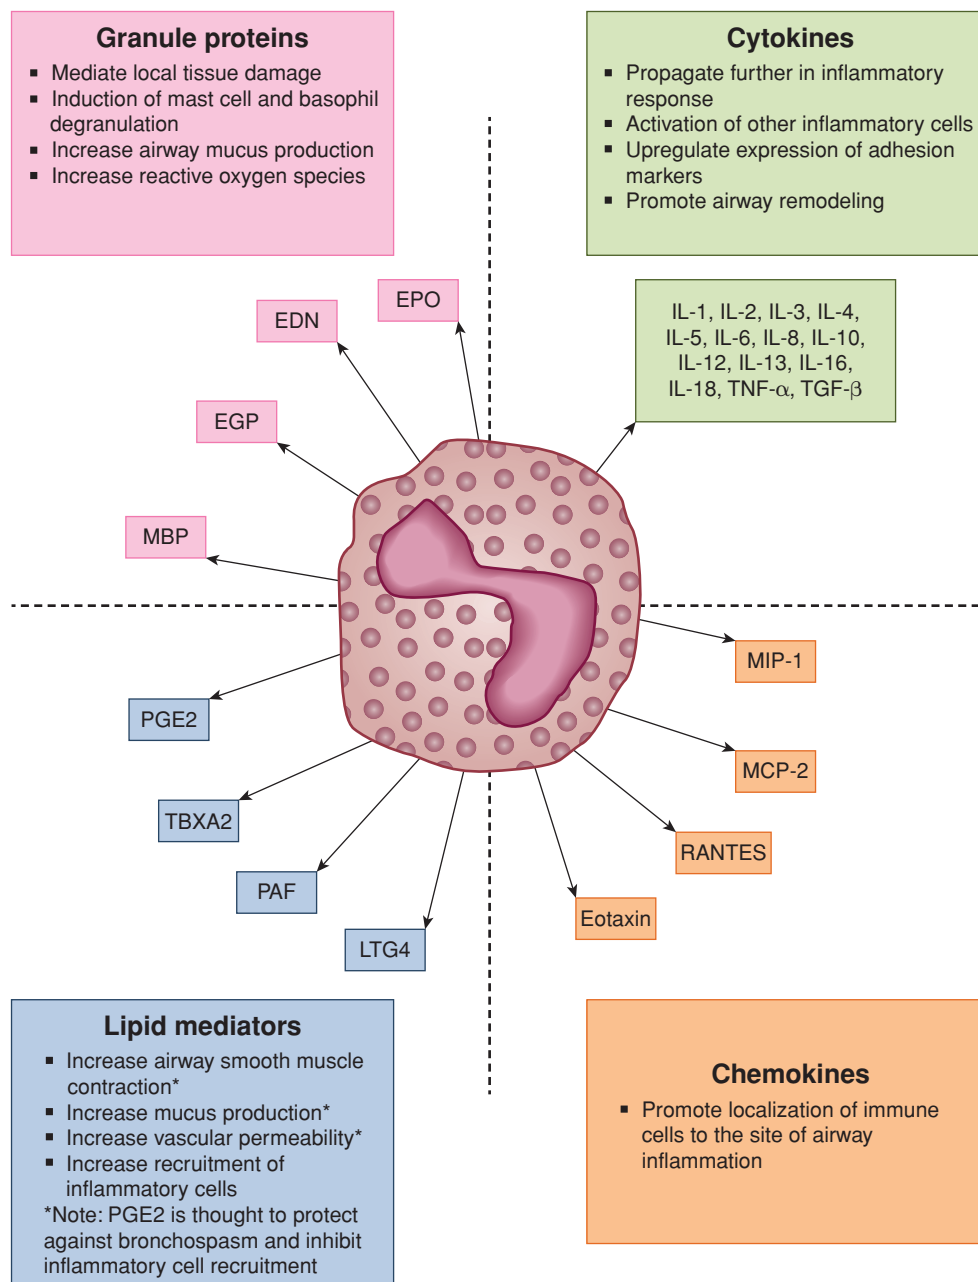 Granule proteins
▪ Mediate local tissue damage
▪ Induction of mast cell and basophil
degranulation
▪ Increase airway mucus production
▪ Increase reactive oxygen species
Cytokines
▪ Propagate further in inflammatory
response
▪ Activation of other inflammatory cells
▪ Upregulate expression of adhesion
markers
▪ Promote airway remodeling
EPO
EDN
EGP
MBP
IL-1, IL-2, IL-3, IL-4,
IL-5, IL-6, IL-8, IL-10,
IL-12, IL-13, IL-16,
IL-18, TNF-α, TGF-β
PGE2
TBXA2
PAF
LTG4
MIP-1
MCP-2
RANTES
Eotaxin
Lipid mediators
▪ Increase airway smooth muscle
contraction*
▪ Increase mucus production*
▪ Increase vascular permeability*
▪ Increase recruitment of
inflammatory cells
*Note: PGE2 is thought to protect
against bronchospasm and inhibit
inflammatory cell recruitment
Chemokines
▪ Promote localization of immune
cells to the site of airway
inflammation